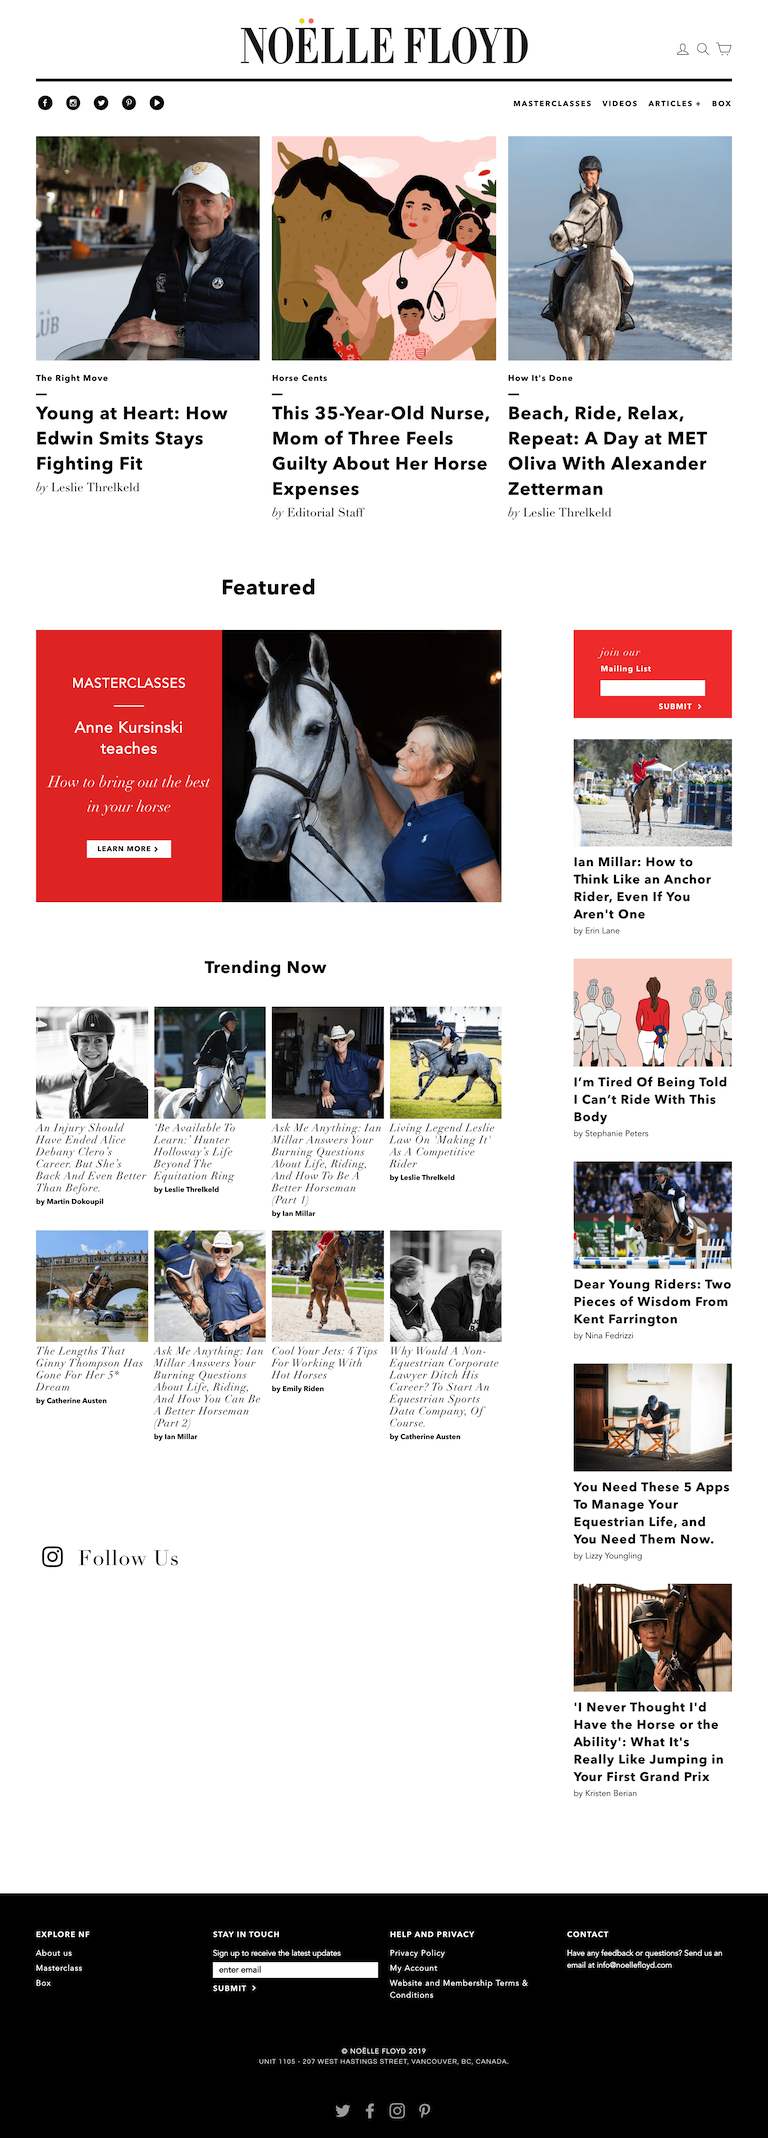 NOËLLE FLOYD
MASTERCLASSES VIDEOS ARTICLES + BOX
The Right Move
Young at Heart: How
Edwin Smits Stays
Fighting Fit
by Leslie Threlkeld
Horse Cents
This 35-Year-Old Nurse,
Mom of Three Feels
Guilty About Her Horse
Expenses
by Editorial Staff
How It's Done
Beach, Ride, Relax,
Repeat: A Day at MET
Oliva With Alexander
Zetterman
by Leslie Threlkeld
Featured
MASTERCLASSES
Anne Kursinski
teaches
How to bring out the best
in your horse
LEARN MORE >
join our
Mailing List
SUBMIT >
Ian Millar: How to
Think Like an Anchor
Rider, Even If You
Aren't One
by Erin Lane
I'm Tired Of Being Told
I Can't Ride With This
Body
by Stephanie Peters
Dear Young Riders: Two
Pieces of Wisdom From
Kent Farrington
by Nina Fedrizzi
You Need These 5 Apps
To Manage Your
Equestrian Life, and
You Need Them Now.
by Lizzy Youngling
'I Never Thought I'd
Have the Horse or the
Ability': What It's
Really Like Jumping in
Your First Grand Prix
by Kristen Berian
Trending Now
An Injury Should
Have Ended Alice
Debany Clero's
Career. But She's
Back And Even Better
Than Before.
by Martin Dokoupil
'Be Available To
Learn:' Hunter
Holloway's Life
Beyond The
Equitation Ring
by Leslie Threlkeld
Ask Me Anything: Ian
Millar Answers Your
Burning Questions
About Life, Riding,
And How To Be A
Better Horseman
(Part 1)
by Ian Millar
Living Legend Leslie
Law On 'Making It'
As A Competitive
Rider
by Leslie Threlkeld
The Lengths That
Ginny Thompson Has
Gone For Her 5*
Dream
by Catherine Austen
Ask Me Anything: Ian
Millar Answers Your
Burning Questions
About Life, Riding,
And How You Can Be
A Better Horseman
(Part 2)
by Ian Millar
Cool Your Jets: 4 Tips
For Working With
Hot Horses
by Emily Riden
Why Would A Non-
Equestrian Corporate
Lawyer Ditch His
Career? To Start An
Equestrian Sports
Data Company, Of
Course.
by Catherine Austen
Follow Us
EXPLORE NF
About us
Masterclass
Box
STAY IN TOUCH
Sign up to receive the latest updates
enter email
SUBMIT >
HELP AND PRIVACY
Privacy Policy
My Account
Website and Membership Terms &
Conditions
CONTACT
Have any feedback or questions? Send us an
email at info@noellefloyd.com
© NOËLLE FLOYD 2019
UNIT 1105 - 207 WEST HASTINGS STREET, VANCOUVER, BC, CANADA.